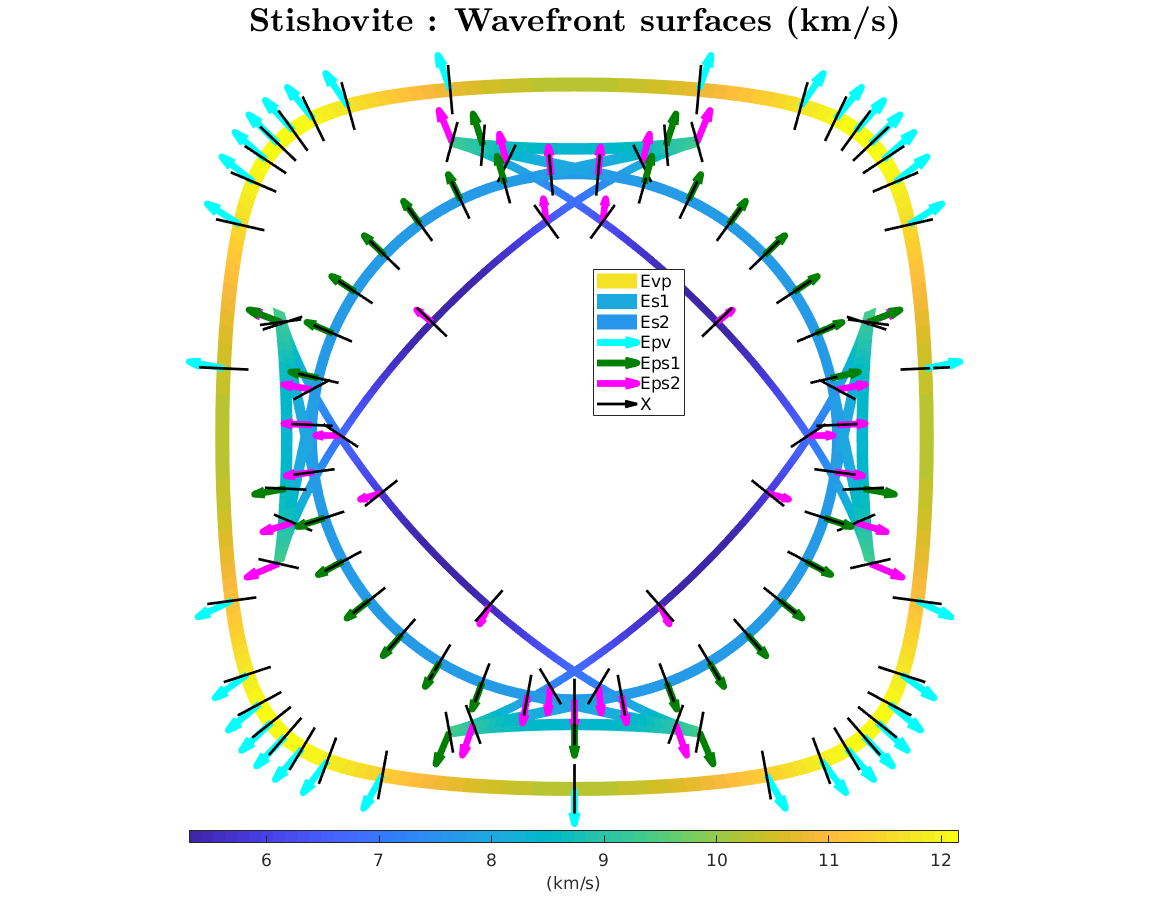 Stishovite : Wavefront surfaces (km/s)
Evp
Es1
Es2
Epv
Eps1
Eps2
X
6 7 8 9 10 11 12
(km/s)